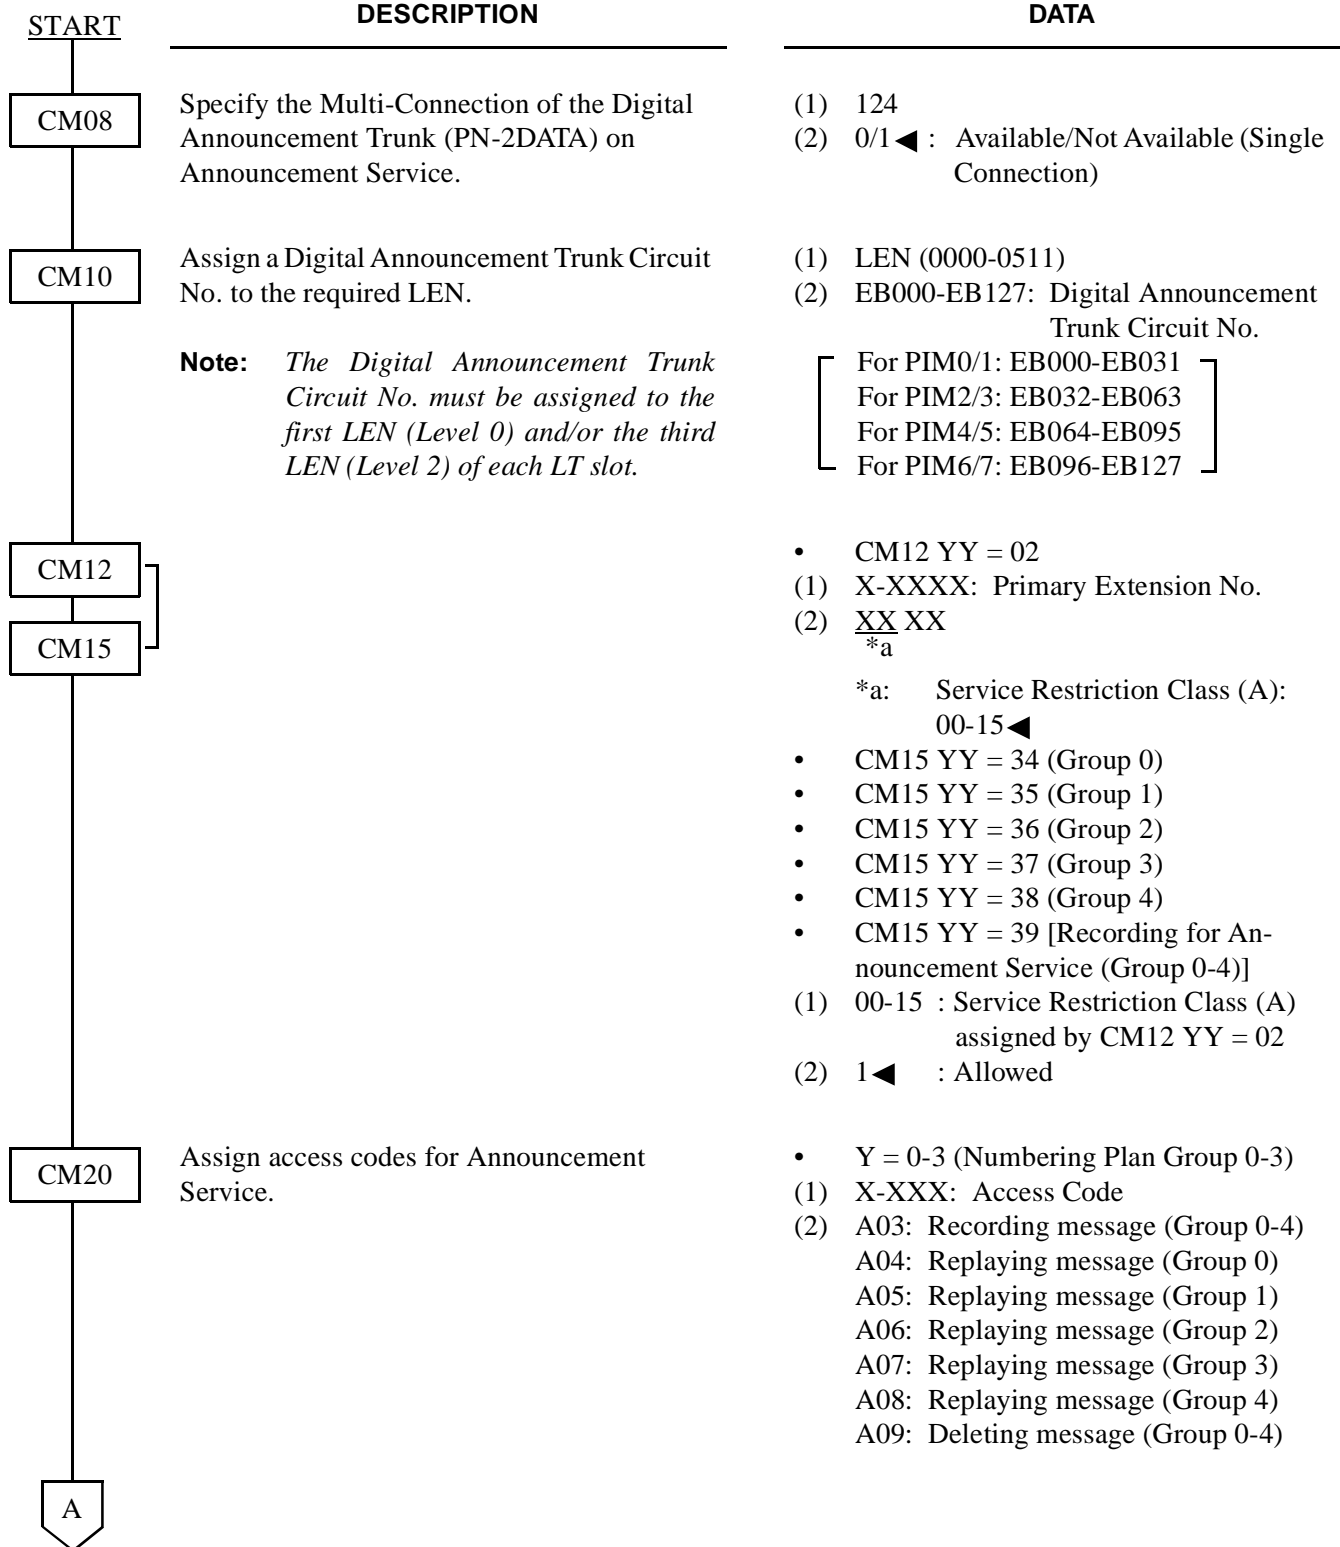 START
DESCRIPTION
DATA
CM08
Specify the Multi-Connection of the Digital
Announcement Trunk (PN-2DATA) on
Announcement Service.
(1) 124
(2) 0/1◀ : Available/Not Available (Single
Connection)
CM10
Assign a Digital Announcement Trunk Circuit
No. to the required LEN.
Note: The Digital Announcement Trunk
Circuit No. must be assigned to the
first LEN (Level 0) and/or the third
LEN (Level 2) of each LT slot.
(1) LEN (0000-0511)
(2) EB000-EB127: Digital Announcement
Trunk Circuit No.
For PIM0/1: EB000-EB031
For PIM2/3: EB032-EB063
For PIM4/5: EB064-EB095
For PIM6/7: EB096-EB127
CM12
CM15
• CM12 YY = 02
(1) X-XXXX: Primary Extension No.
(2) XX XX
*a
*a: Service Restriction Class (A):
00-15◀
• CM15 YY = 34 (Group 0)
• CM15 YY = 35 (Group 1)
• CM15 YY = 36 (Group 2)
• CM15 YY = 37 (Group 3)
• CM15 YY = 38 (Group 4)
• CM15 YY = 39 [Recording for An-
nouncement Service (Group 0-4)]
(1) 00-15 : Service Restriction Class (A)
assigned by CM12 YY = 02
(2) 1◀ : Allowed
CM20
Assign access codes for Announcement
Service.
• Y = 0-3 (Numbering Plan Group 0-3)
(1) X-XXX: Access Code
(2) A03: Recording message (Group 0-4)
A04: Replaying message (Group 0)
A05: Replaying message (Group 1)
A06: Replaying message (Group 2)
A07: Replaying message (Group 3)
A08: Replaying message (Group 4)
A09: Deleting message (Group 0-4)
A